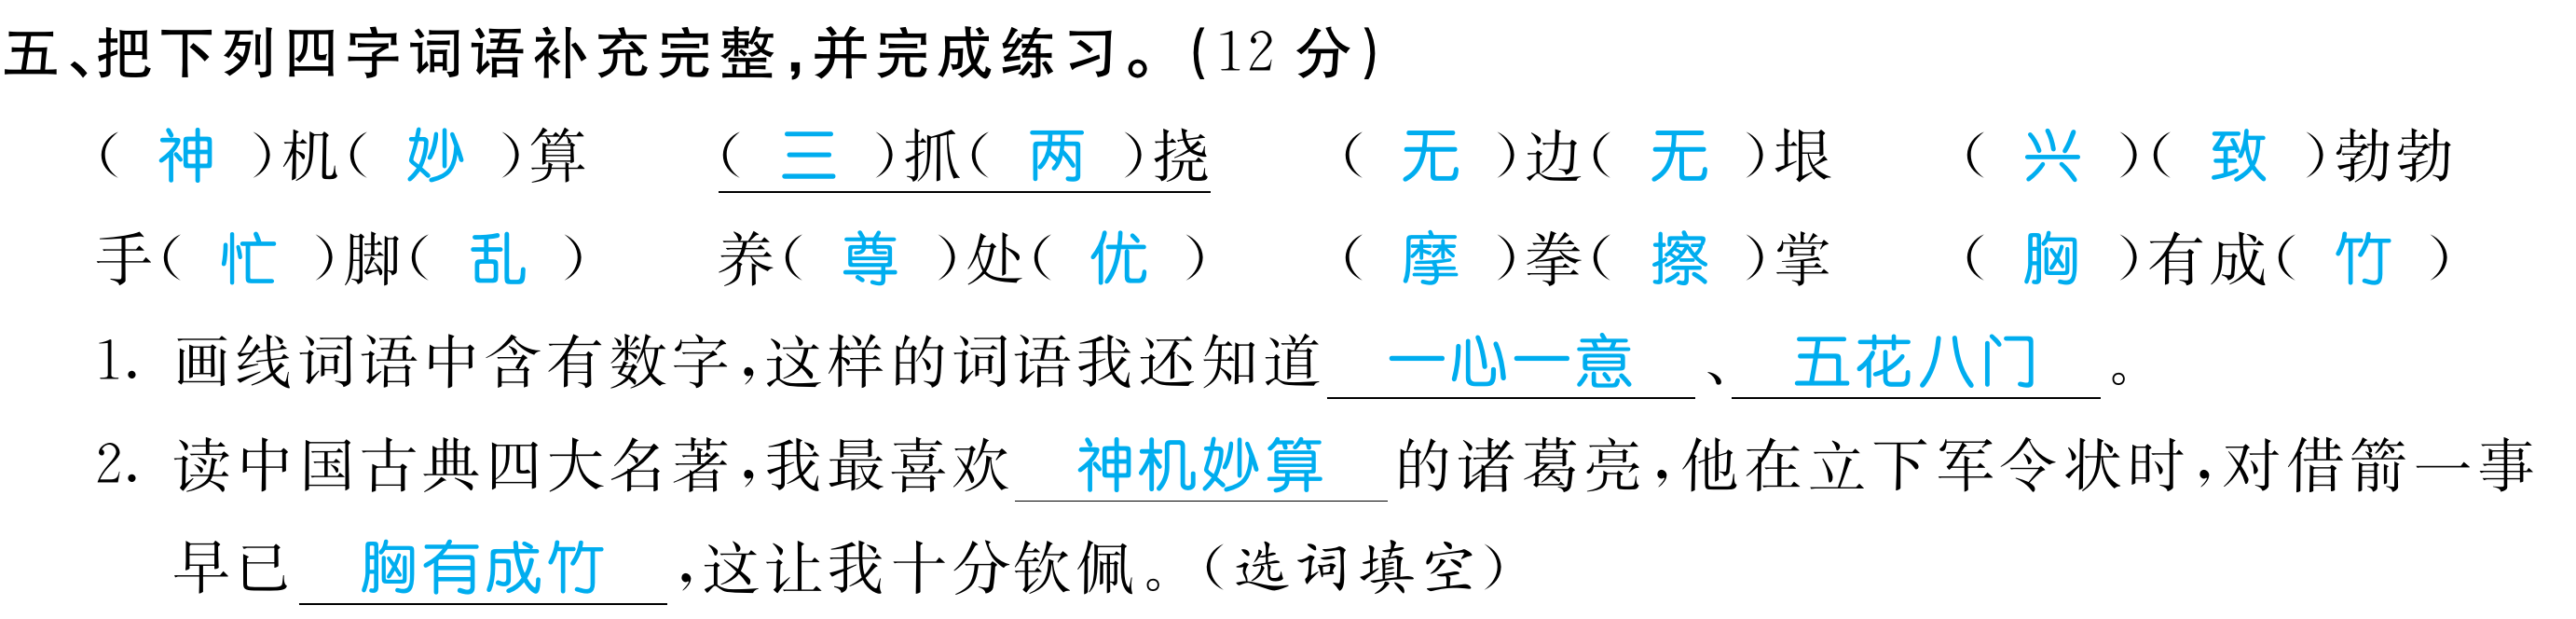 五、把下列四字词语补充完整,并完成练习。(12 分)
( 神 )机( 妙 )算 ( 三 )抓( 两 )挠 ( 无 )边( 无 )垠 ( 兴 )( 致 )勃勃
手( 忙 )脚( 乱 ) 养( 尊 )处( 优 ) ( 摩 )拳( 擦 )掌 ( 胸 )有成( 竹 )
1. 画线词语中含有数字,这样的词语我还知道 一心一意 、 五花八门 。
2. 读中国古典四大名著,我最喜欢 神机妙算 的诸葛亮,他在立下军令状时,对借箭一事
早已 胸有成竹 ,这让我十分钦佩。(选词填空)